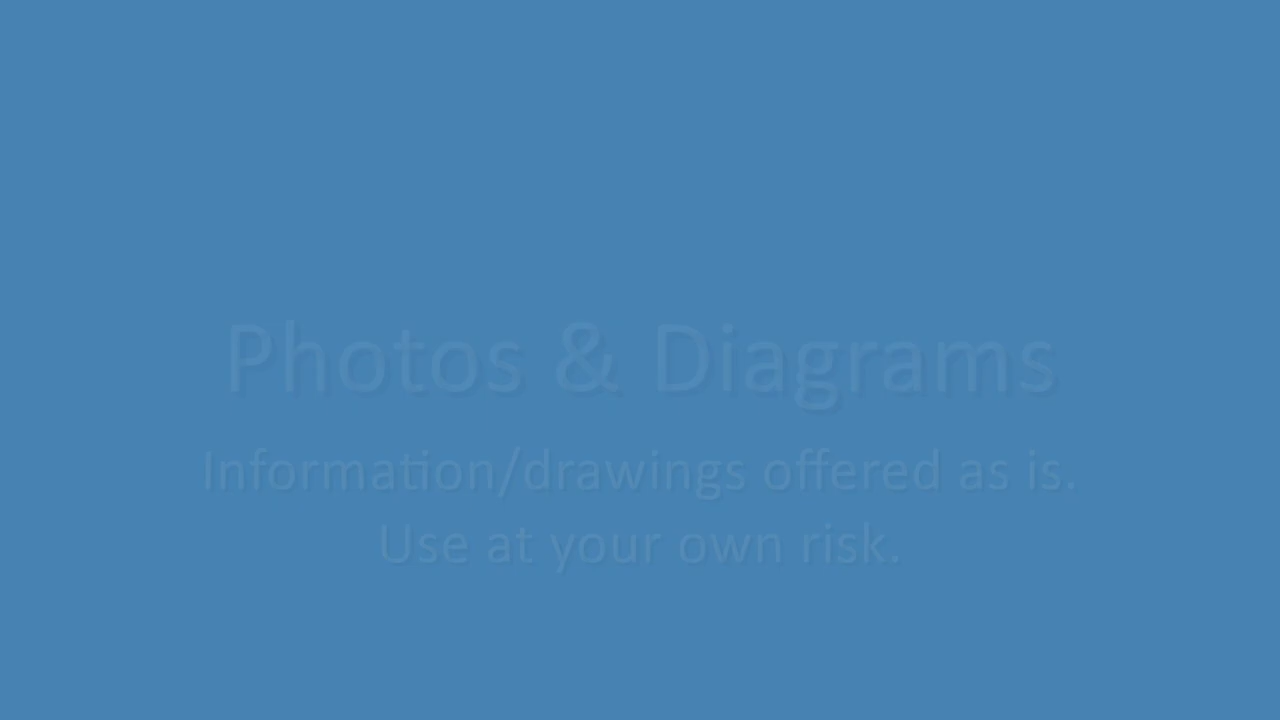 Photos & Diagrams
Information/drawings offered as is.
Use at your own risk.